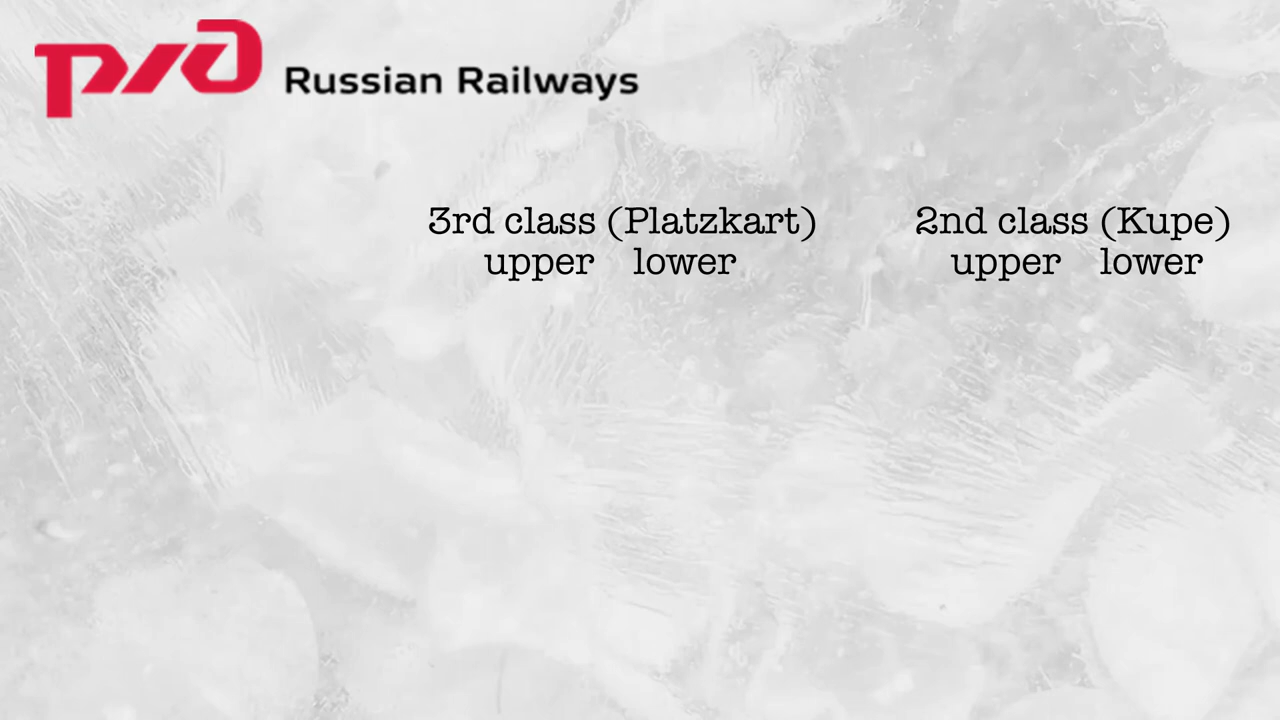 ржд Russian Railways
3rd class (Platzkart) 2nd class (Kupe)
upper lower upper lower